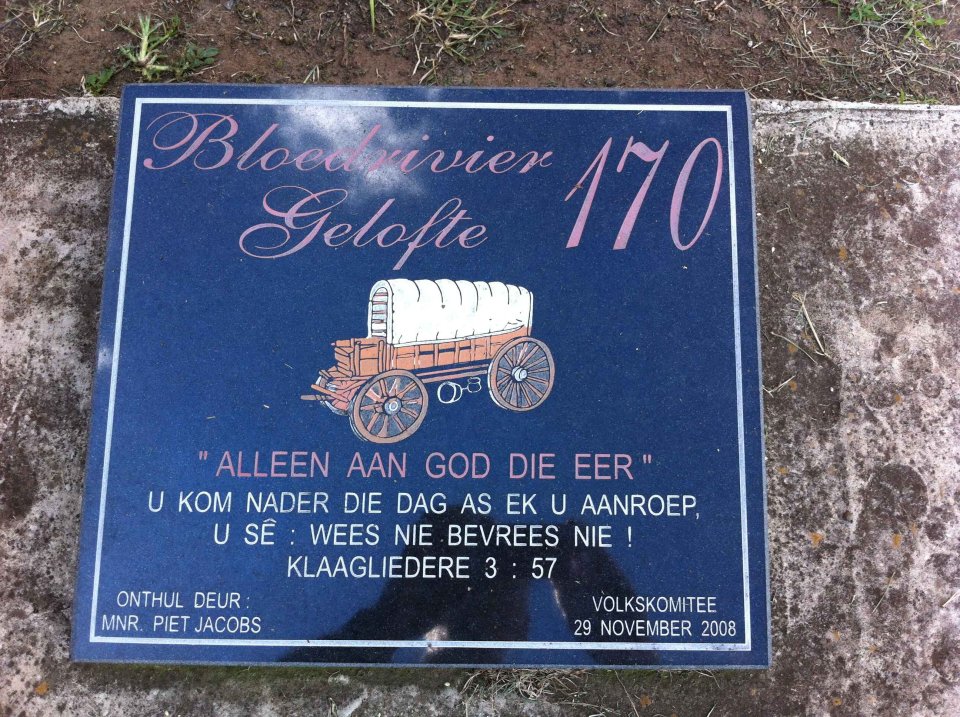 Bloedrivier 170
Gelofte
"ALLEEN AAN GOD DIE EER"
U KOM NADER DIE DAG AS EK U AANROEP,
U SÊ : WEES NIE BEVREES NIE !
KLAAGLIEDERE 3 : 57
ONTHUL DEUR :
MNR. PIET JACOBS
VOLKSKOMITEE
29 NOVEMBER 2008